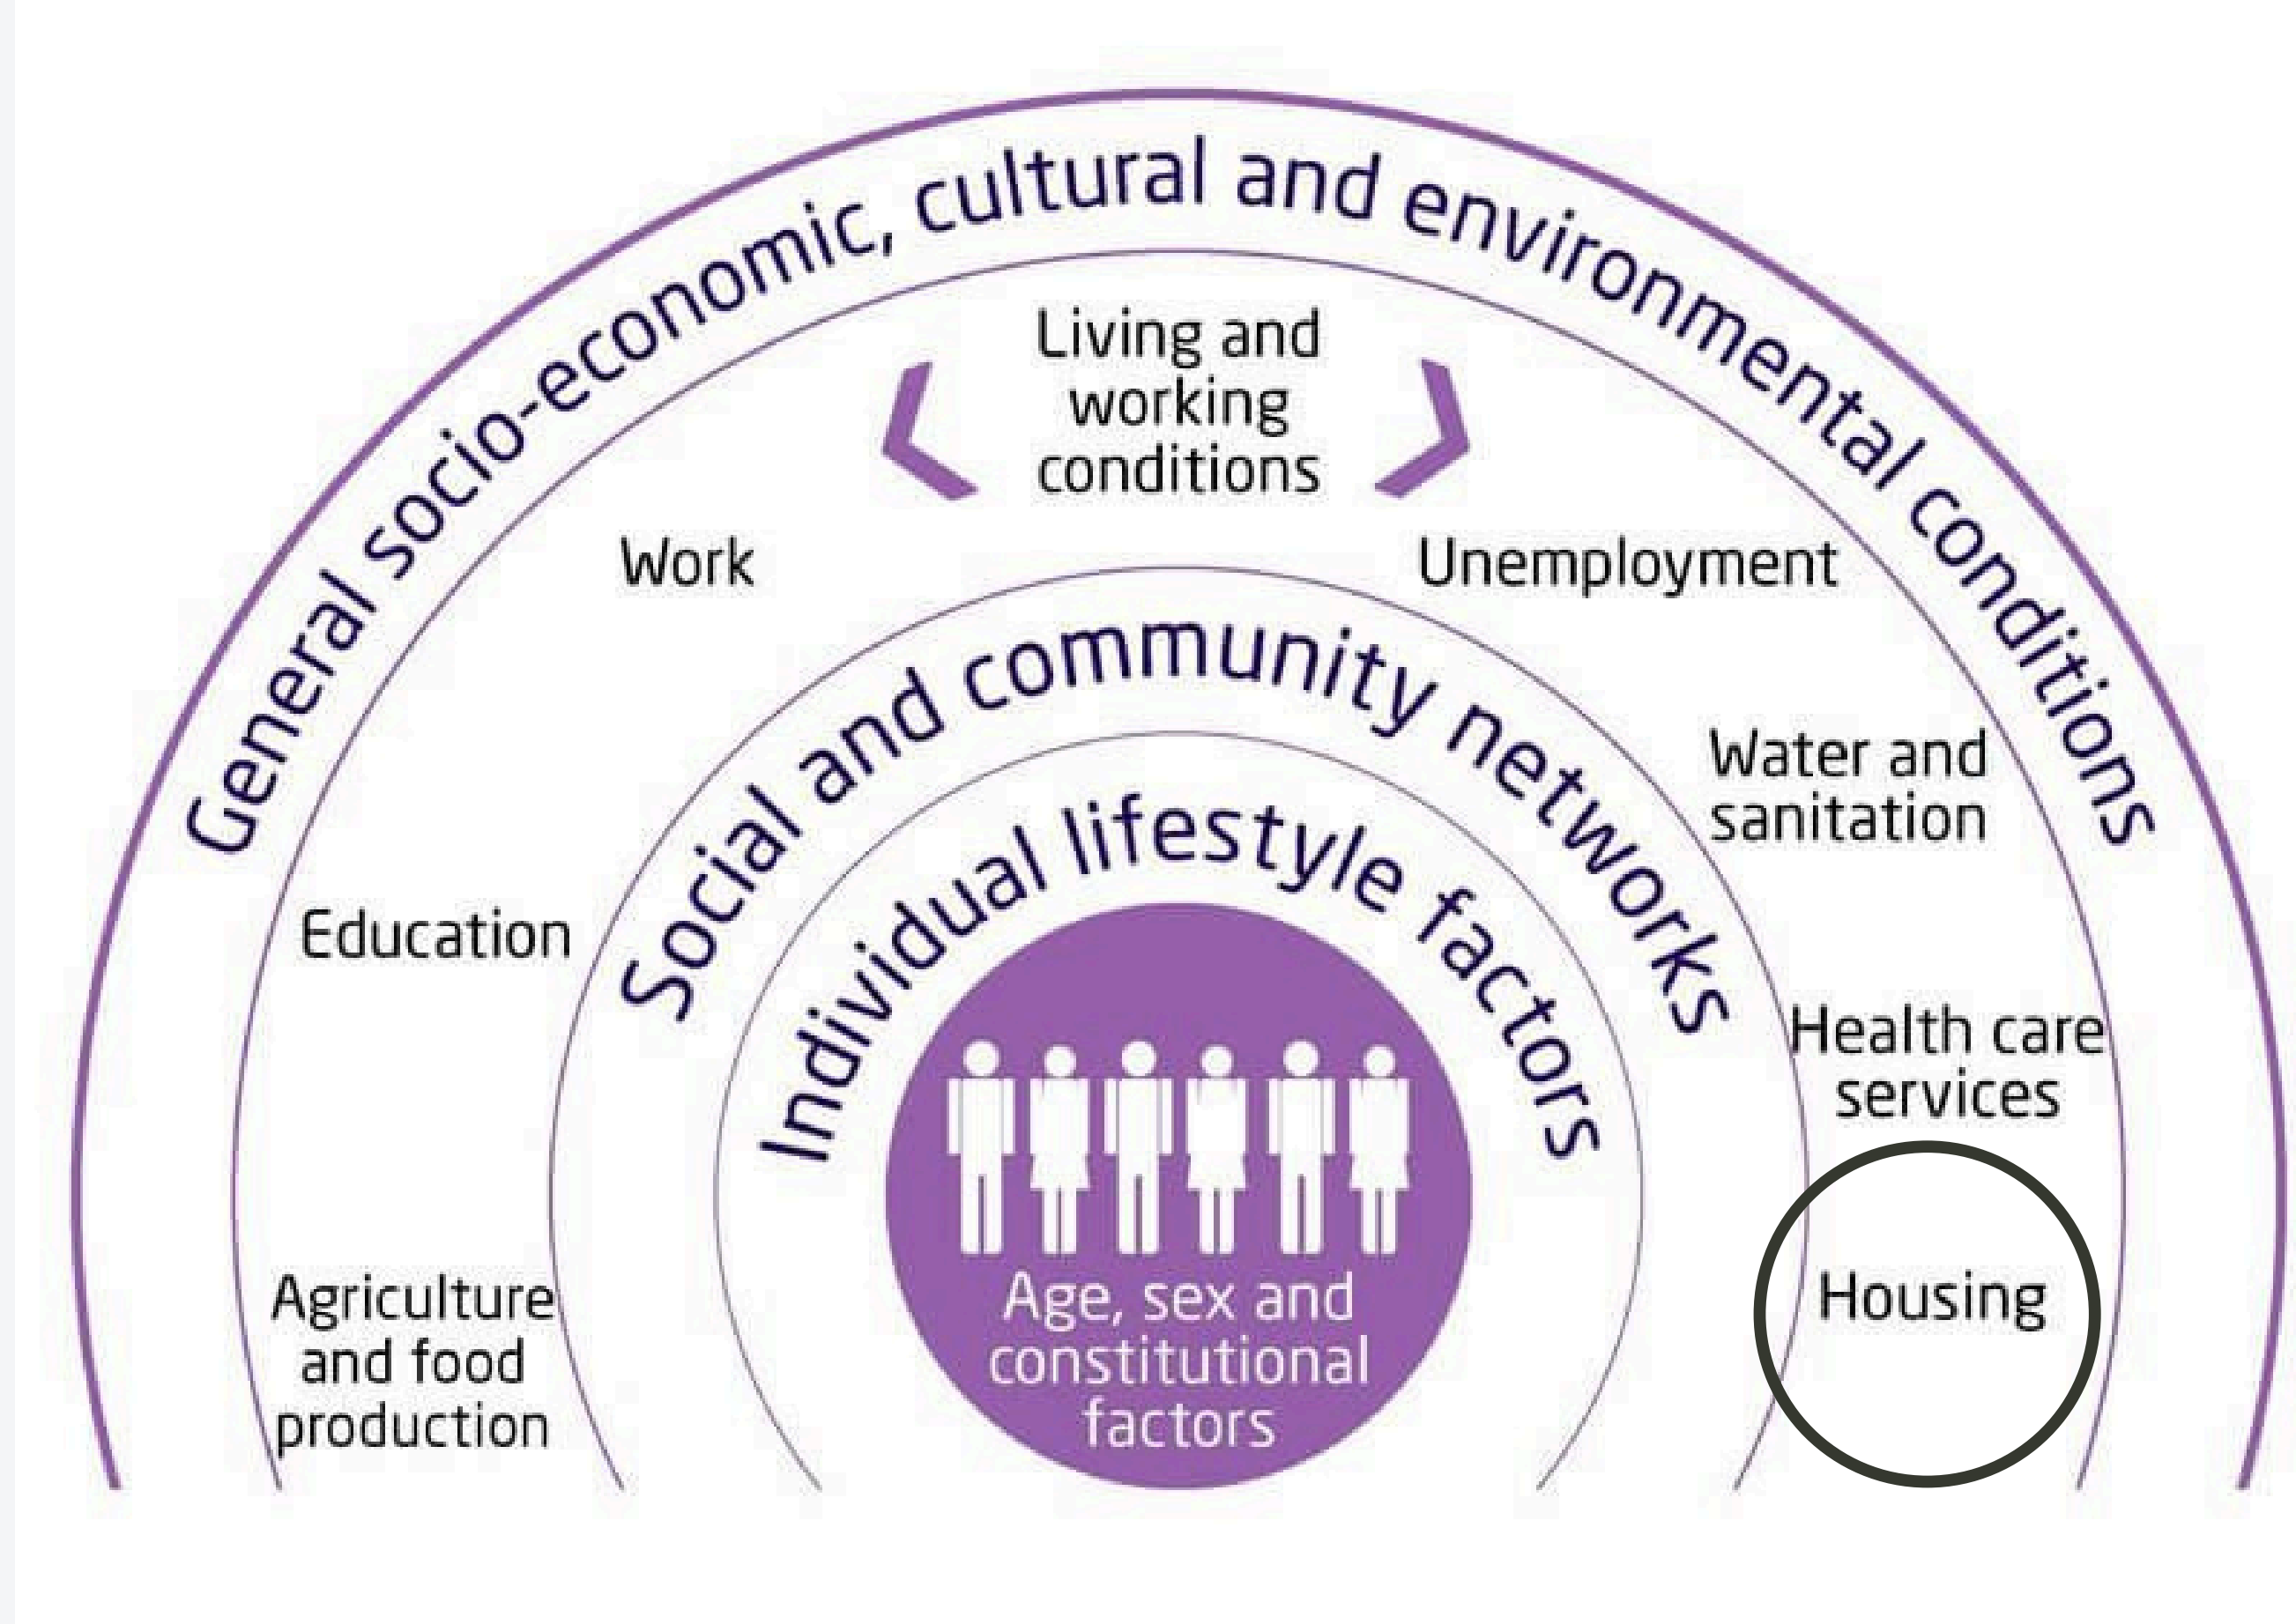 General socio-economic, cultural and environmental conditions
Living and
working
conditions
Work
Unemployment
Social and community networks
Water and
sanitation
Individual lifestyle factors
Education
Health care
services
Housing
Agriculture
and food
production
Age, sex and
constitutional
factors